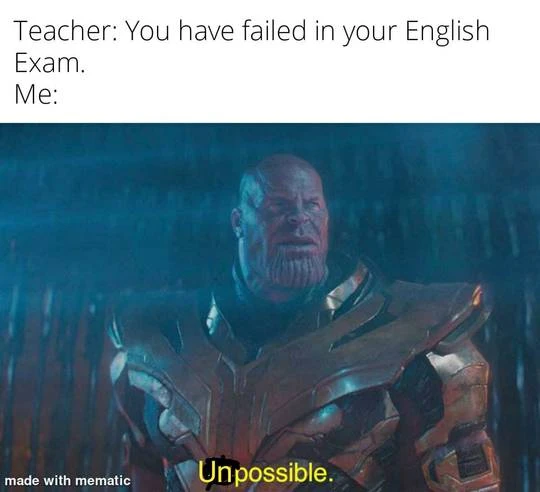 Teacher: You have failed in your English
Exam.
Me:
Unpossible.
made with mematic